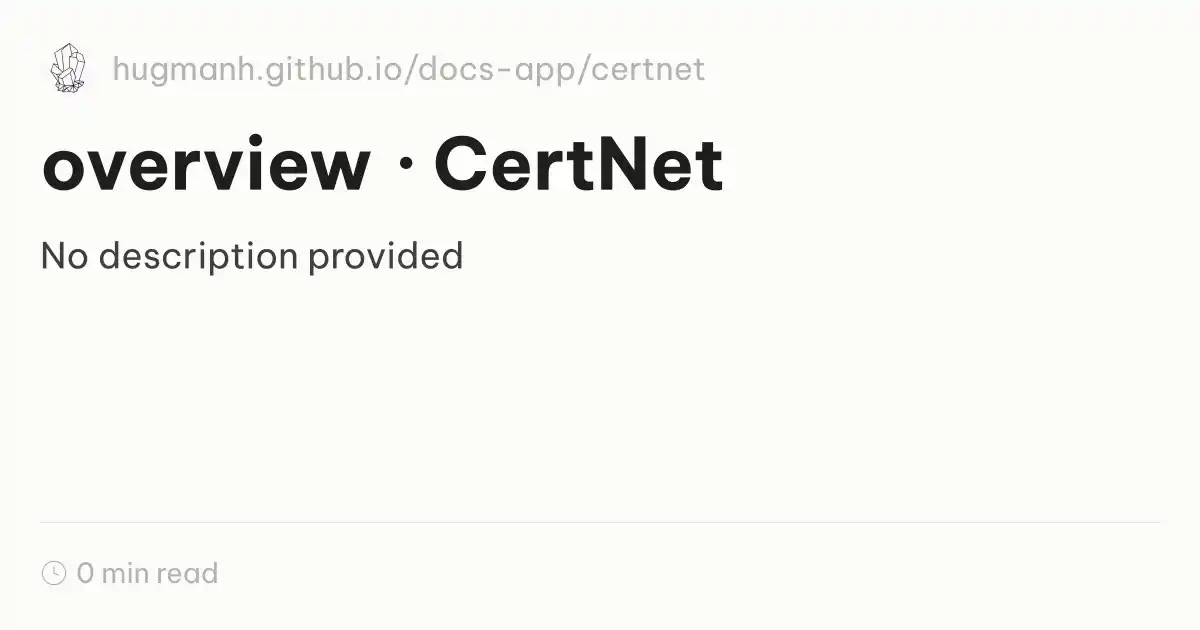 hugmanh.github.io/docs-app/certnet
overview · CertNet
No description provided
0 min read